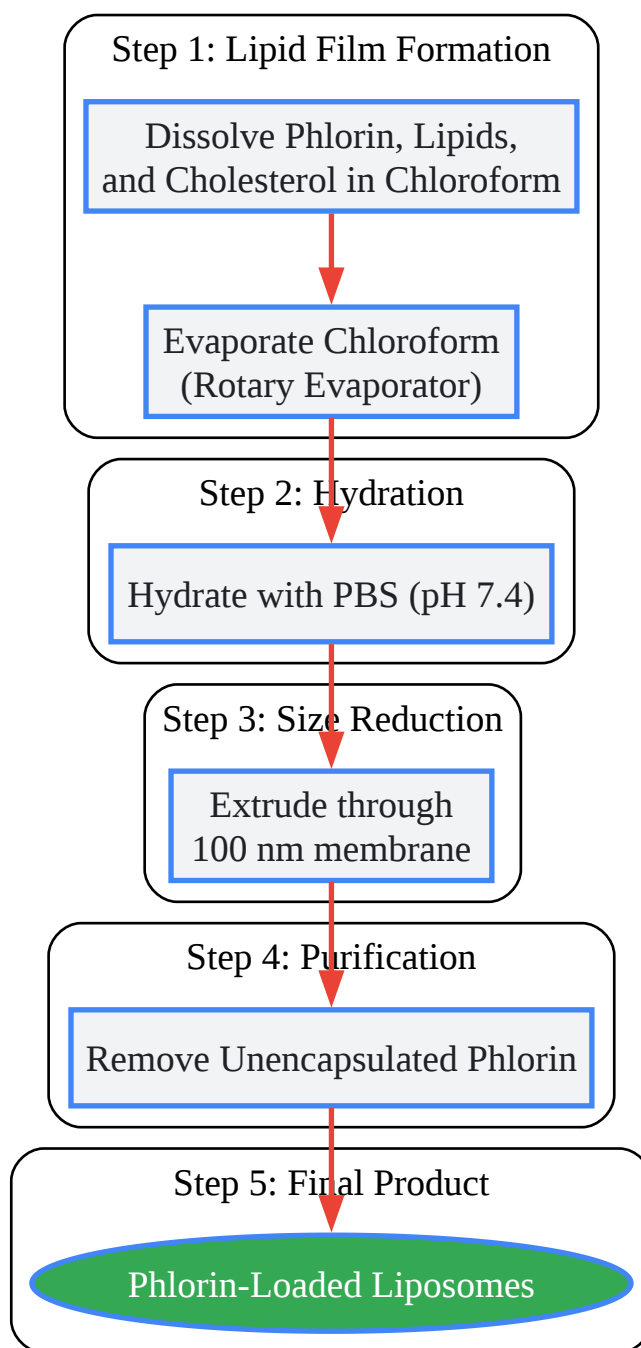 Step 1: Lipid Film Formation
Dissolve Phlorin, Lipids,
and Cholesterol in Chloroform
Evaporate Chloroform
(Rotary Evaporator)
Step 2: Hydration
Hydrate with PBS (pH 7.4)
Step 3: Size Reduction
Extrude through
100 nm membrane
Step 4: Purification
Remove Unencapsulated Phlorin
Step 5: Final Product
Phlorin-Loaded Liposomes